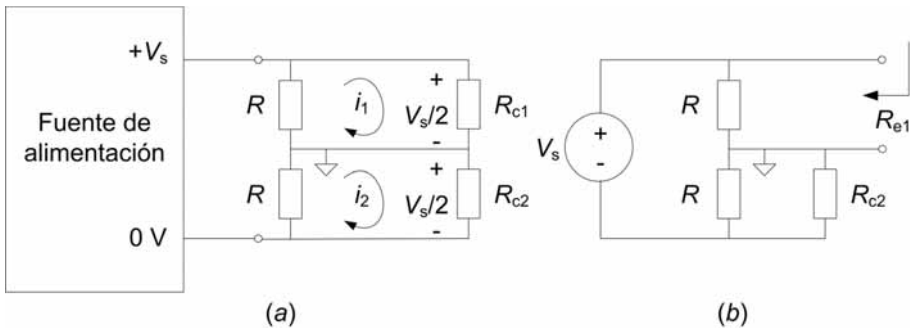 +Vs
Fuente de
alimentación
0 V
R
R
i1
i2
+
Vs/2
-
+
Vs/2
-
Rc1
Rc2
(a)
Vs
+
-
R
R
Re1
Rc2
(b)